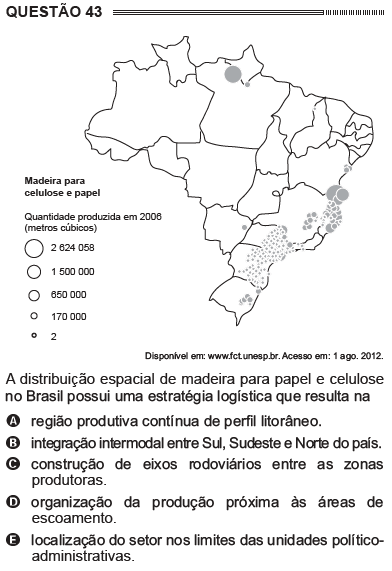 QUESTÃO 43
Madeira para
celulose e papel
Quantidade produzida em 2006
(metros cúbicos)
2 624 058
1 500 000
650 000
170 000
2
Disponível em: www.fct.unesp.br. Acesso em: 1 ago. 2012.
A distribuição espacial de madeira para papel e celulose
no Brasil possui uma estratégia logística que resulta na
A região produtiva contínua de perfil litorâneo.
B integração intermodal entre Sul, Sudeste e Norte do país.
C construção de eixos rodoviários entre as zonas
produtoras.
D organização da produção próxima às áreas de
escoamento.
E localização do setor nos limites das unidades político-
administrativas.